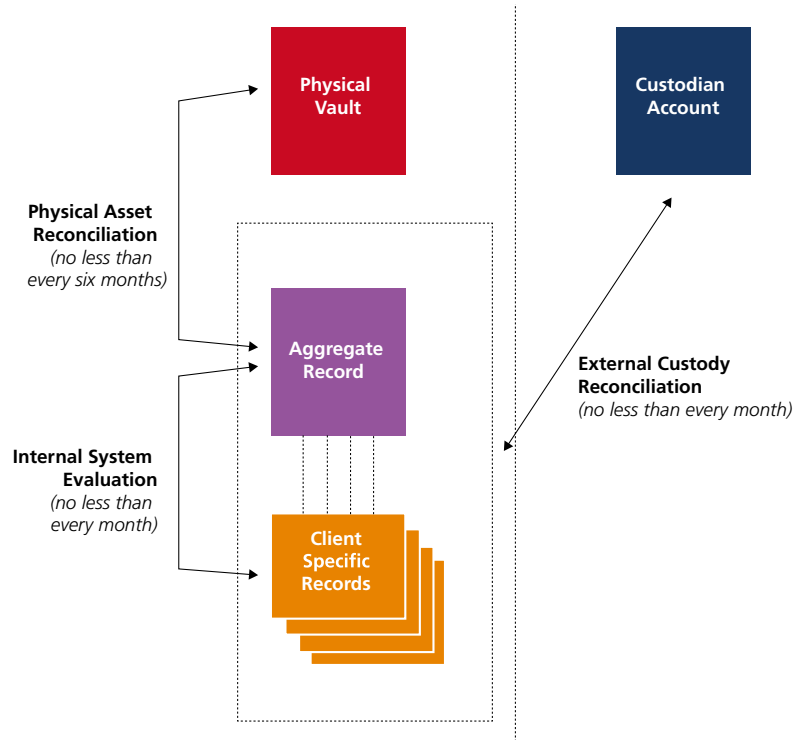 Physical
Vault
Custodian
Account
Physical Asset
Reconciliation
(no less than
every six months)
Aggregate
Record
External Custody
Reconciliation
(no less than every month)
Internal System
Evaluation
(no less than
every month)
Client
Specific
Records